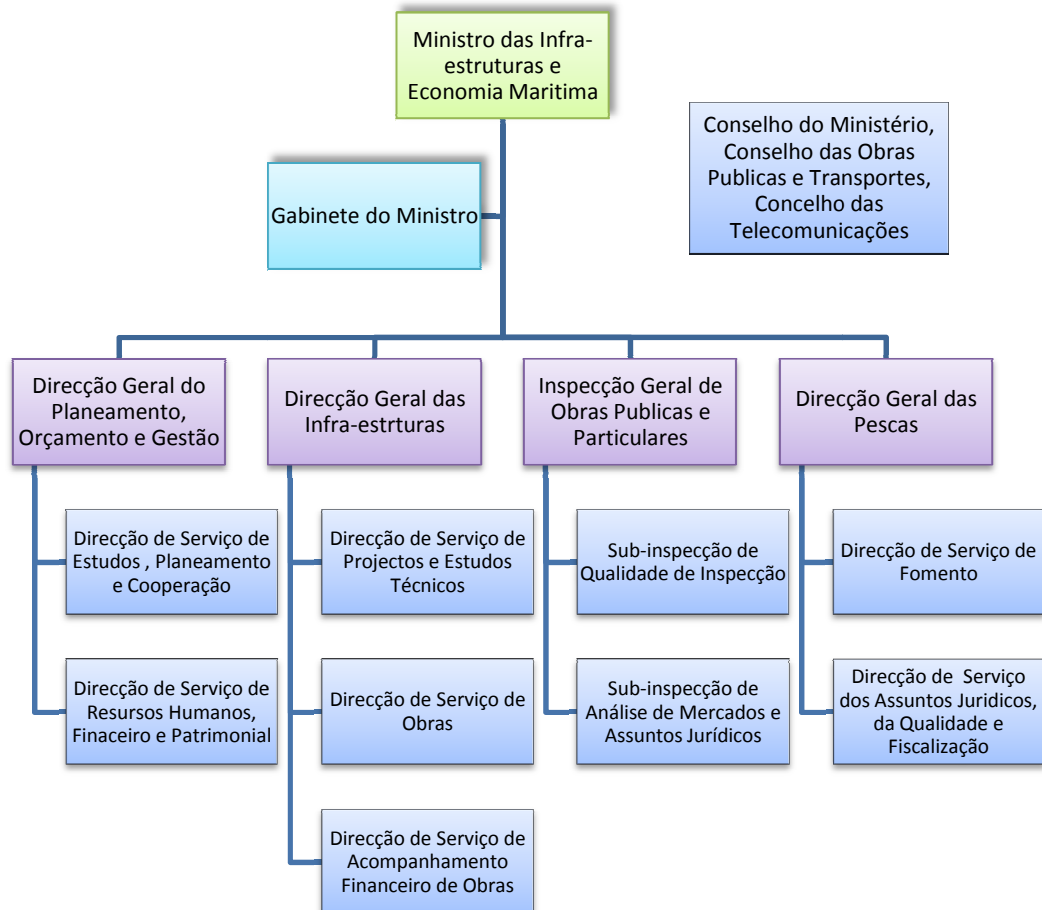 Ministro das Infra-
estruturas e
Economia Maritima
Conselho do Ministério,
Conselho das Obras
Publicas e Transportes,
Concelho das
Telecomunicações
Gabinete do Ministro
Direcção Geral do
Planeamento,
Orçamento e Gestão
Direcção Geral das
Infra-estrturas
Inspecção Geral de
Obras Publicas e
Particulares
Direcção Geral das
Pescas
Direcção de Serviço de
Estudos , Planeamento
e Cooperação
Direcção de Serviço de
Projectos e Estudos
Técnicos
Sub-inspecção de
Qualidade de Inspecção
Direcção de Serviço de
Fomento
Direcção de Serviço de
Resursos Humanos,
Finaceiro e Patrimonial
Direcção de Serviço de
Obras
Sub-inspecção de
Análise de Mercados e
Assuntos Jurídicos
Direcção de Serviço
dos Assuntos Juridicos,
da Qualidade e
Fiscalização
Direcção de Serviço de
Acompanhamento
Financeiro de Obras